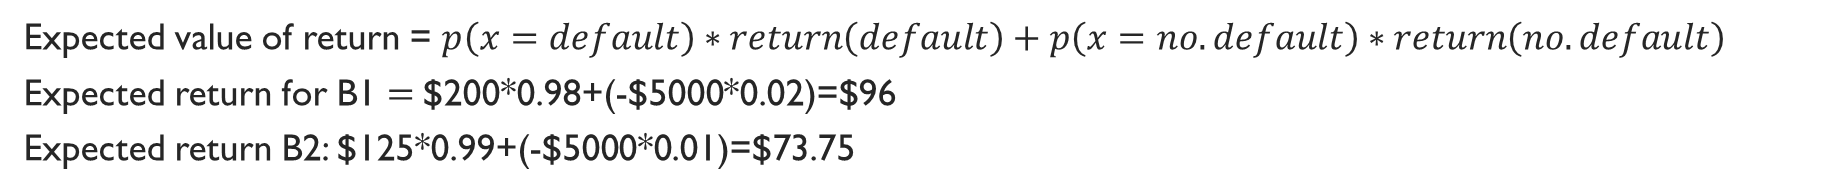 Expected value of return = p(x = default) ∗ return(default) + p(x = no.default) ∗ return(no.default)
Expected return for B1 = $200*0.98+(-$5000*0.02)=$96
Expected return B2: $125*0.99+(-$5000*0.01)=$73.75